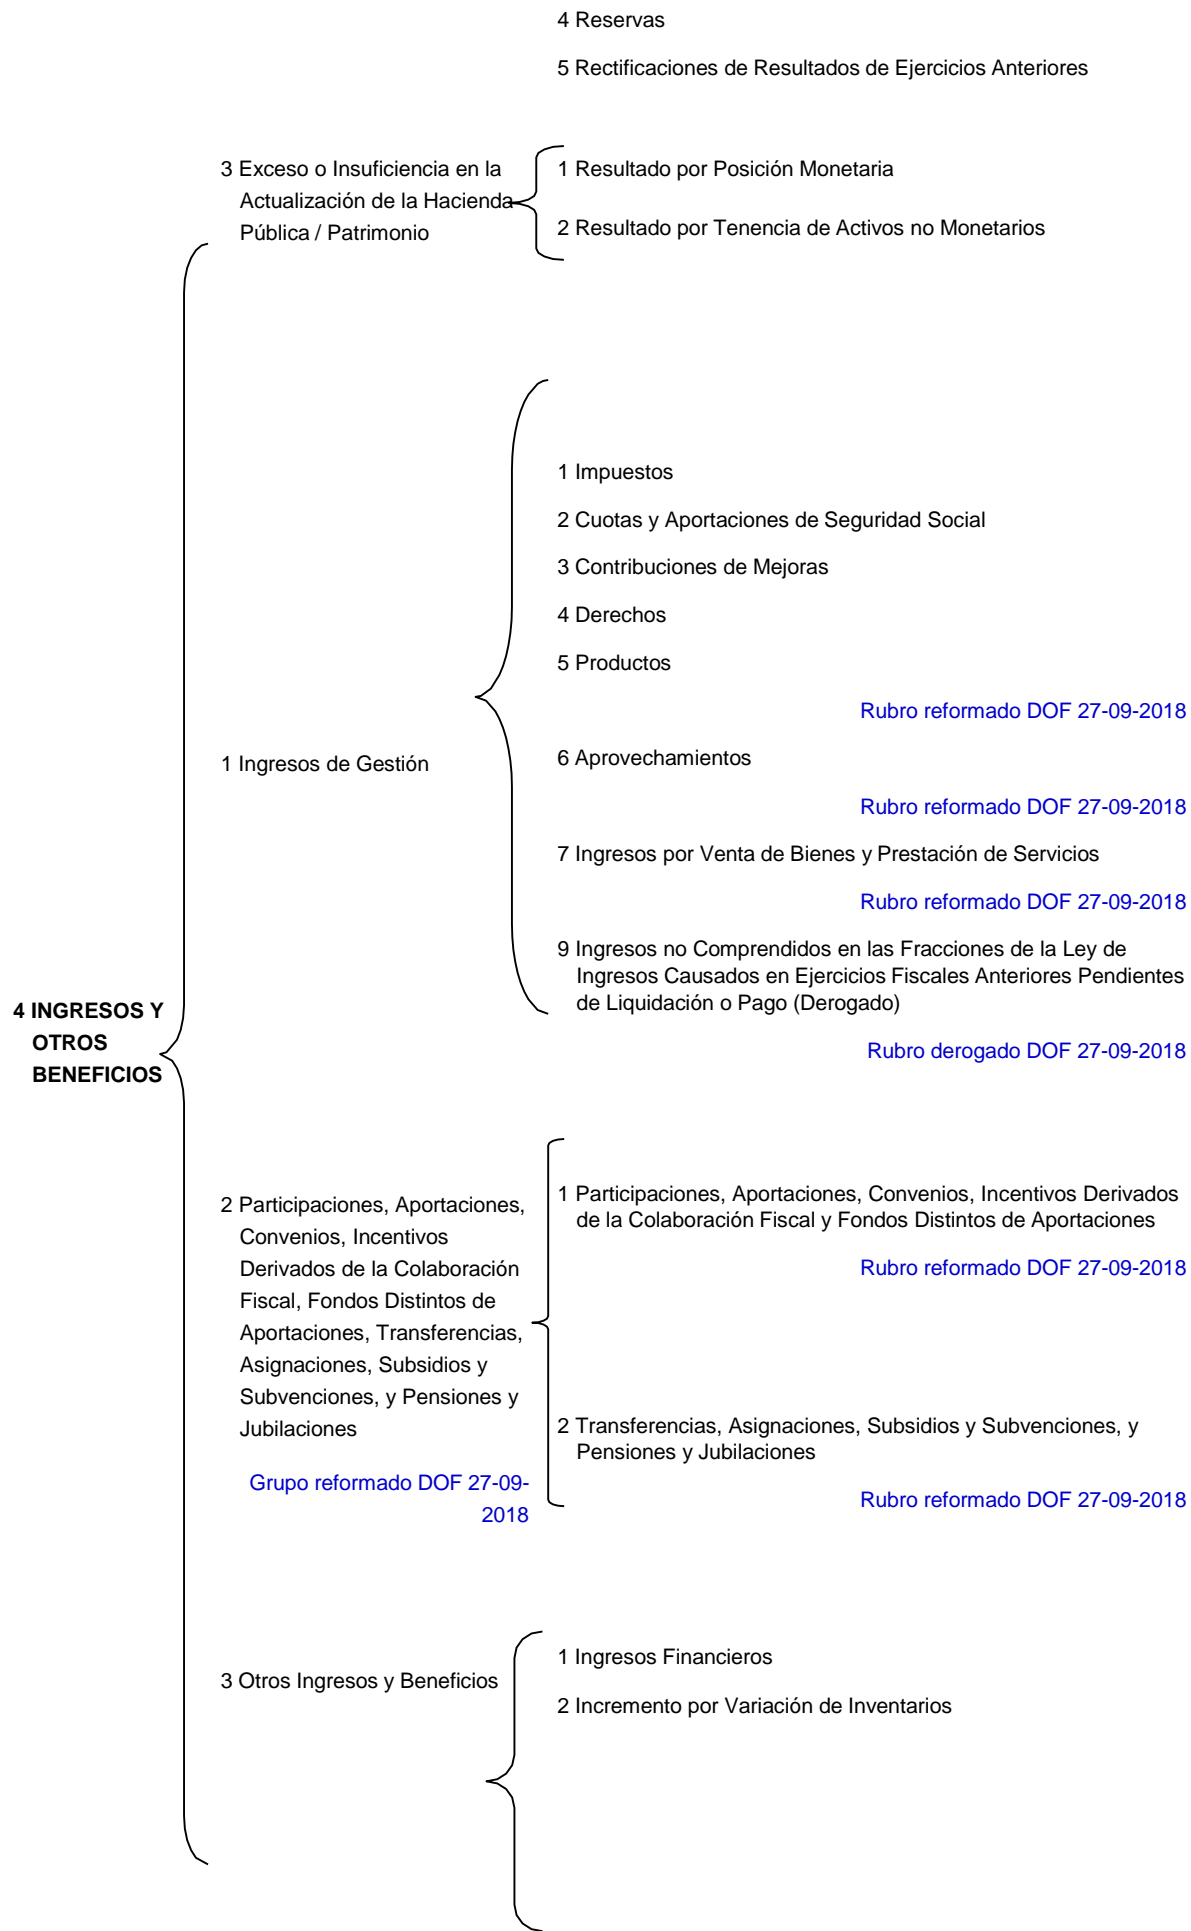 4 Reservas
5 Rectificaciones de Resultados de Ejercicios Anteriores
3 Exceso o Insuficiencia en la
Actualización de la Hacienda
Pública / Patrimonio
1 Resultado por Posición Monetaria
2 Resultado por Tenencia de Activos no Monetarios
4 INGRESOS Y
OTROS
BENEFICIOS
1 Ingresos de Gestión
1 Impuestos
2 Cuotas y Aportaciones de Seguridad Social
3 Contribuciones de Mejoras
4 Derechos
5 Productos
Rubro reformado DOF 27-09-2018
6 Aprovechamientos
Rubro reformado DOF 27-09-2018
7 Ingresos por Venta de Bienes y Prestación de Servicios
Rubro reformado DOF 27-09-2018
9 Ingresos no Comprendidos en las Fracciones de la Ley de
Ingresos Causados en Ejercicios Fiscales Anteriores Pendientes
de Liquidación o Pago (Derogado)
Rubro derogado DOF 27-09-2018
2 Participaciones, Aportaciones,
Convenios, Incentivos
Derivados de la Colaboración
Fiscal, Fondos Distintos de
Aportaciones, Transferencias,
Asignaciones, Subsidios y
Subvenciones, y Pensiones y
Jubilaciones
Grupo reformado DOF 27-09-
2018
1 Participaciones, Aportaciones, Convenios, Incentivos Derivados
de la Colaboración Fiscal y Fondos Distintos de Aportaciones
Rubro reformado DOF 27-09-2018
2 Transferencias, Asignaciones, Subsidios y Subvenciones, y
Pensiones y Jubilaciones
Rubro reformado DOF 27-09-2018
3 Otros Ingresos y Beneficios
1 Ingresos Financieros
2 Incremento por Variación de Inventarios